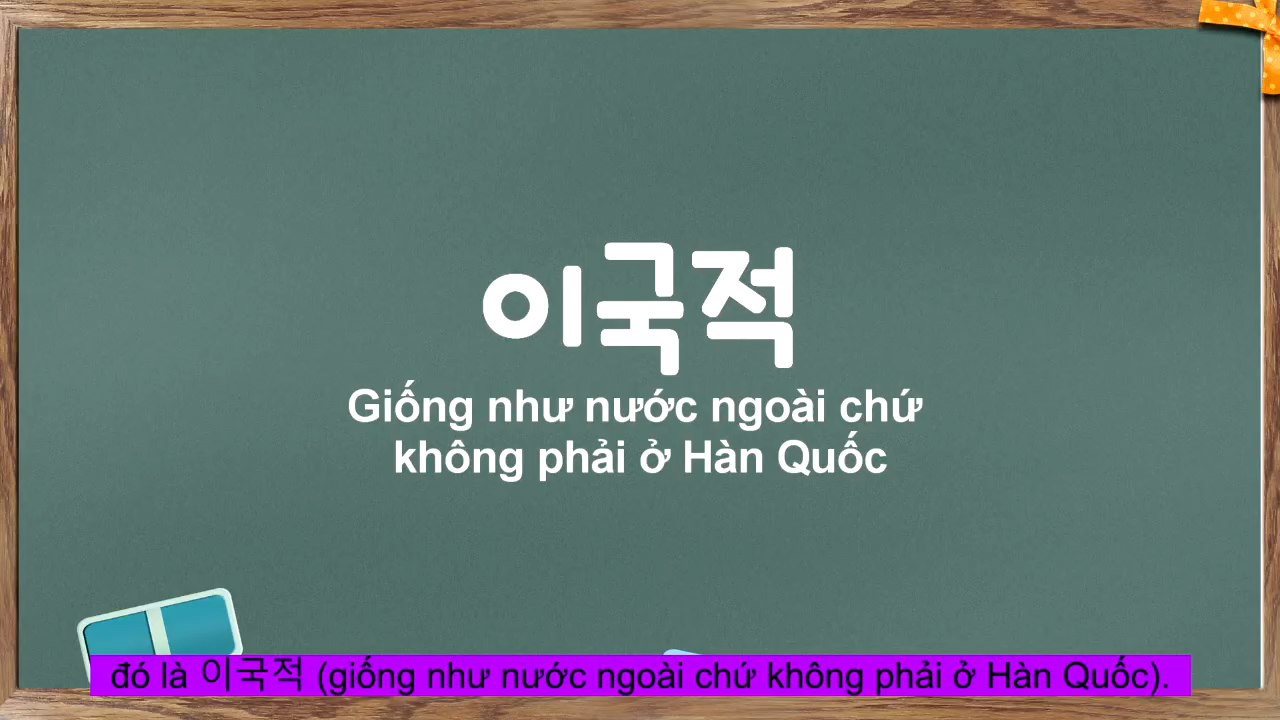 이국적
Giống như nước ngoài chứ
không phải ở Hàn Quốc
đó là 이국적 (giống như nước ngoài chứ không phải ở Hàn Quốc).